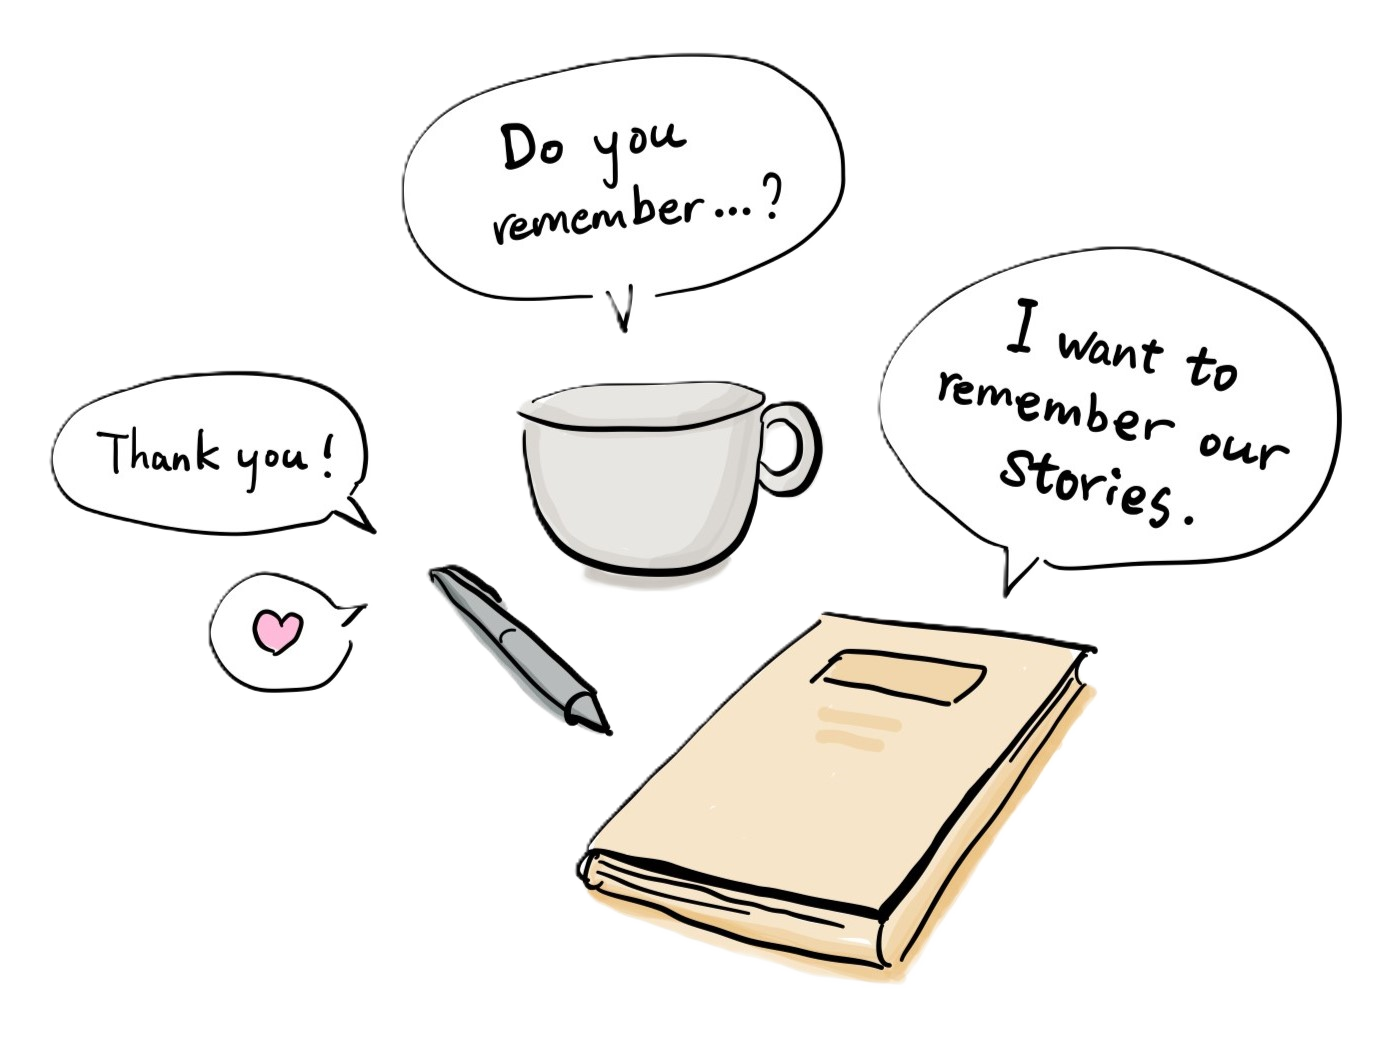 Do you
remember...?
I want to
remember our
Stories.
Thank you!